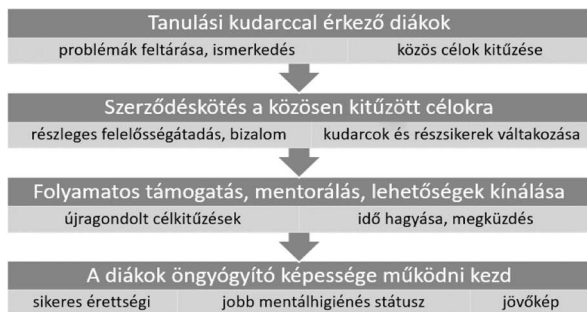 Tanulási kudarccal érkező diákok
problémák feltárása, ismerkedés
közös célok kitűzése
Szerződéskötés a közösen kitűzött célokra
részleges felelősségátadás, bizalom
kudarcok és részsikerek váltakozása
Folyamatos támogatás, mentorálás, lehetőségek kínálása
újragondolt célkitűzések
idő hagyása, megküzdés
A diákok öngyógyító képessége működni kezd
sikeres érettségi
jobb mentálhigiénés státusz
jövőkép